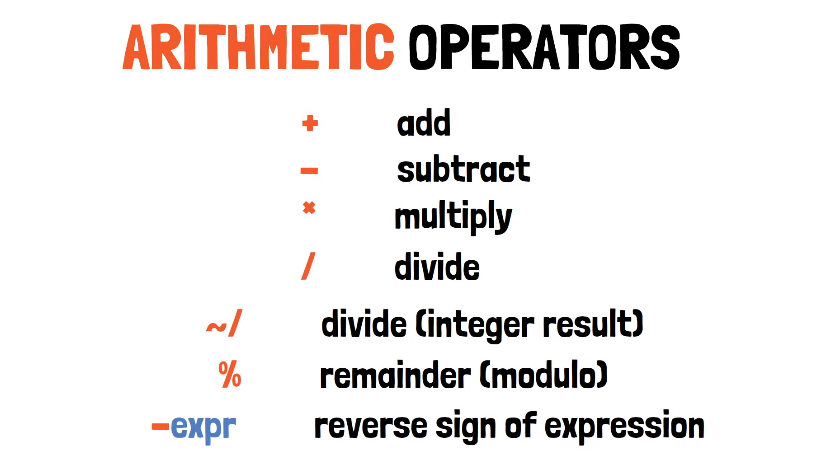 ARITHMETIC OPERATORS
+ add
- subtract
* multiply
/ divide
~/ divide (integer result)
% remainder (modulo)
-expr reverse sign of expression